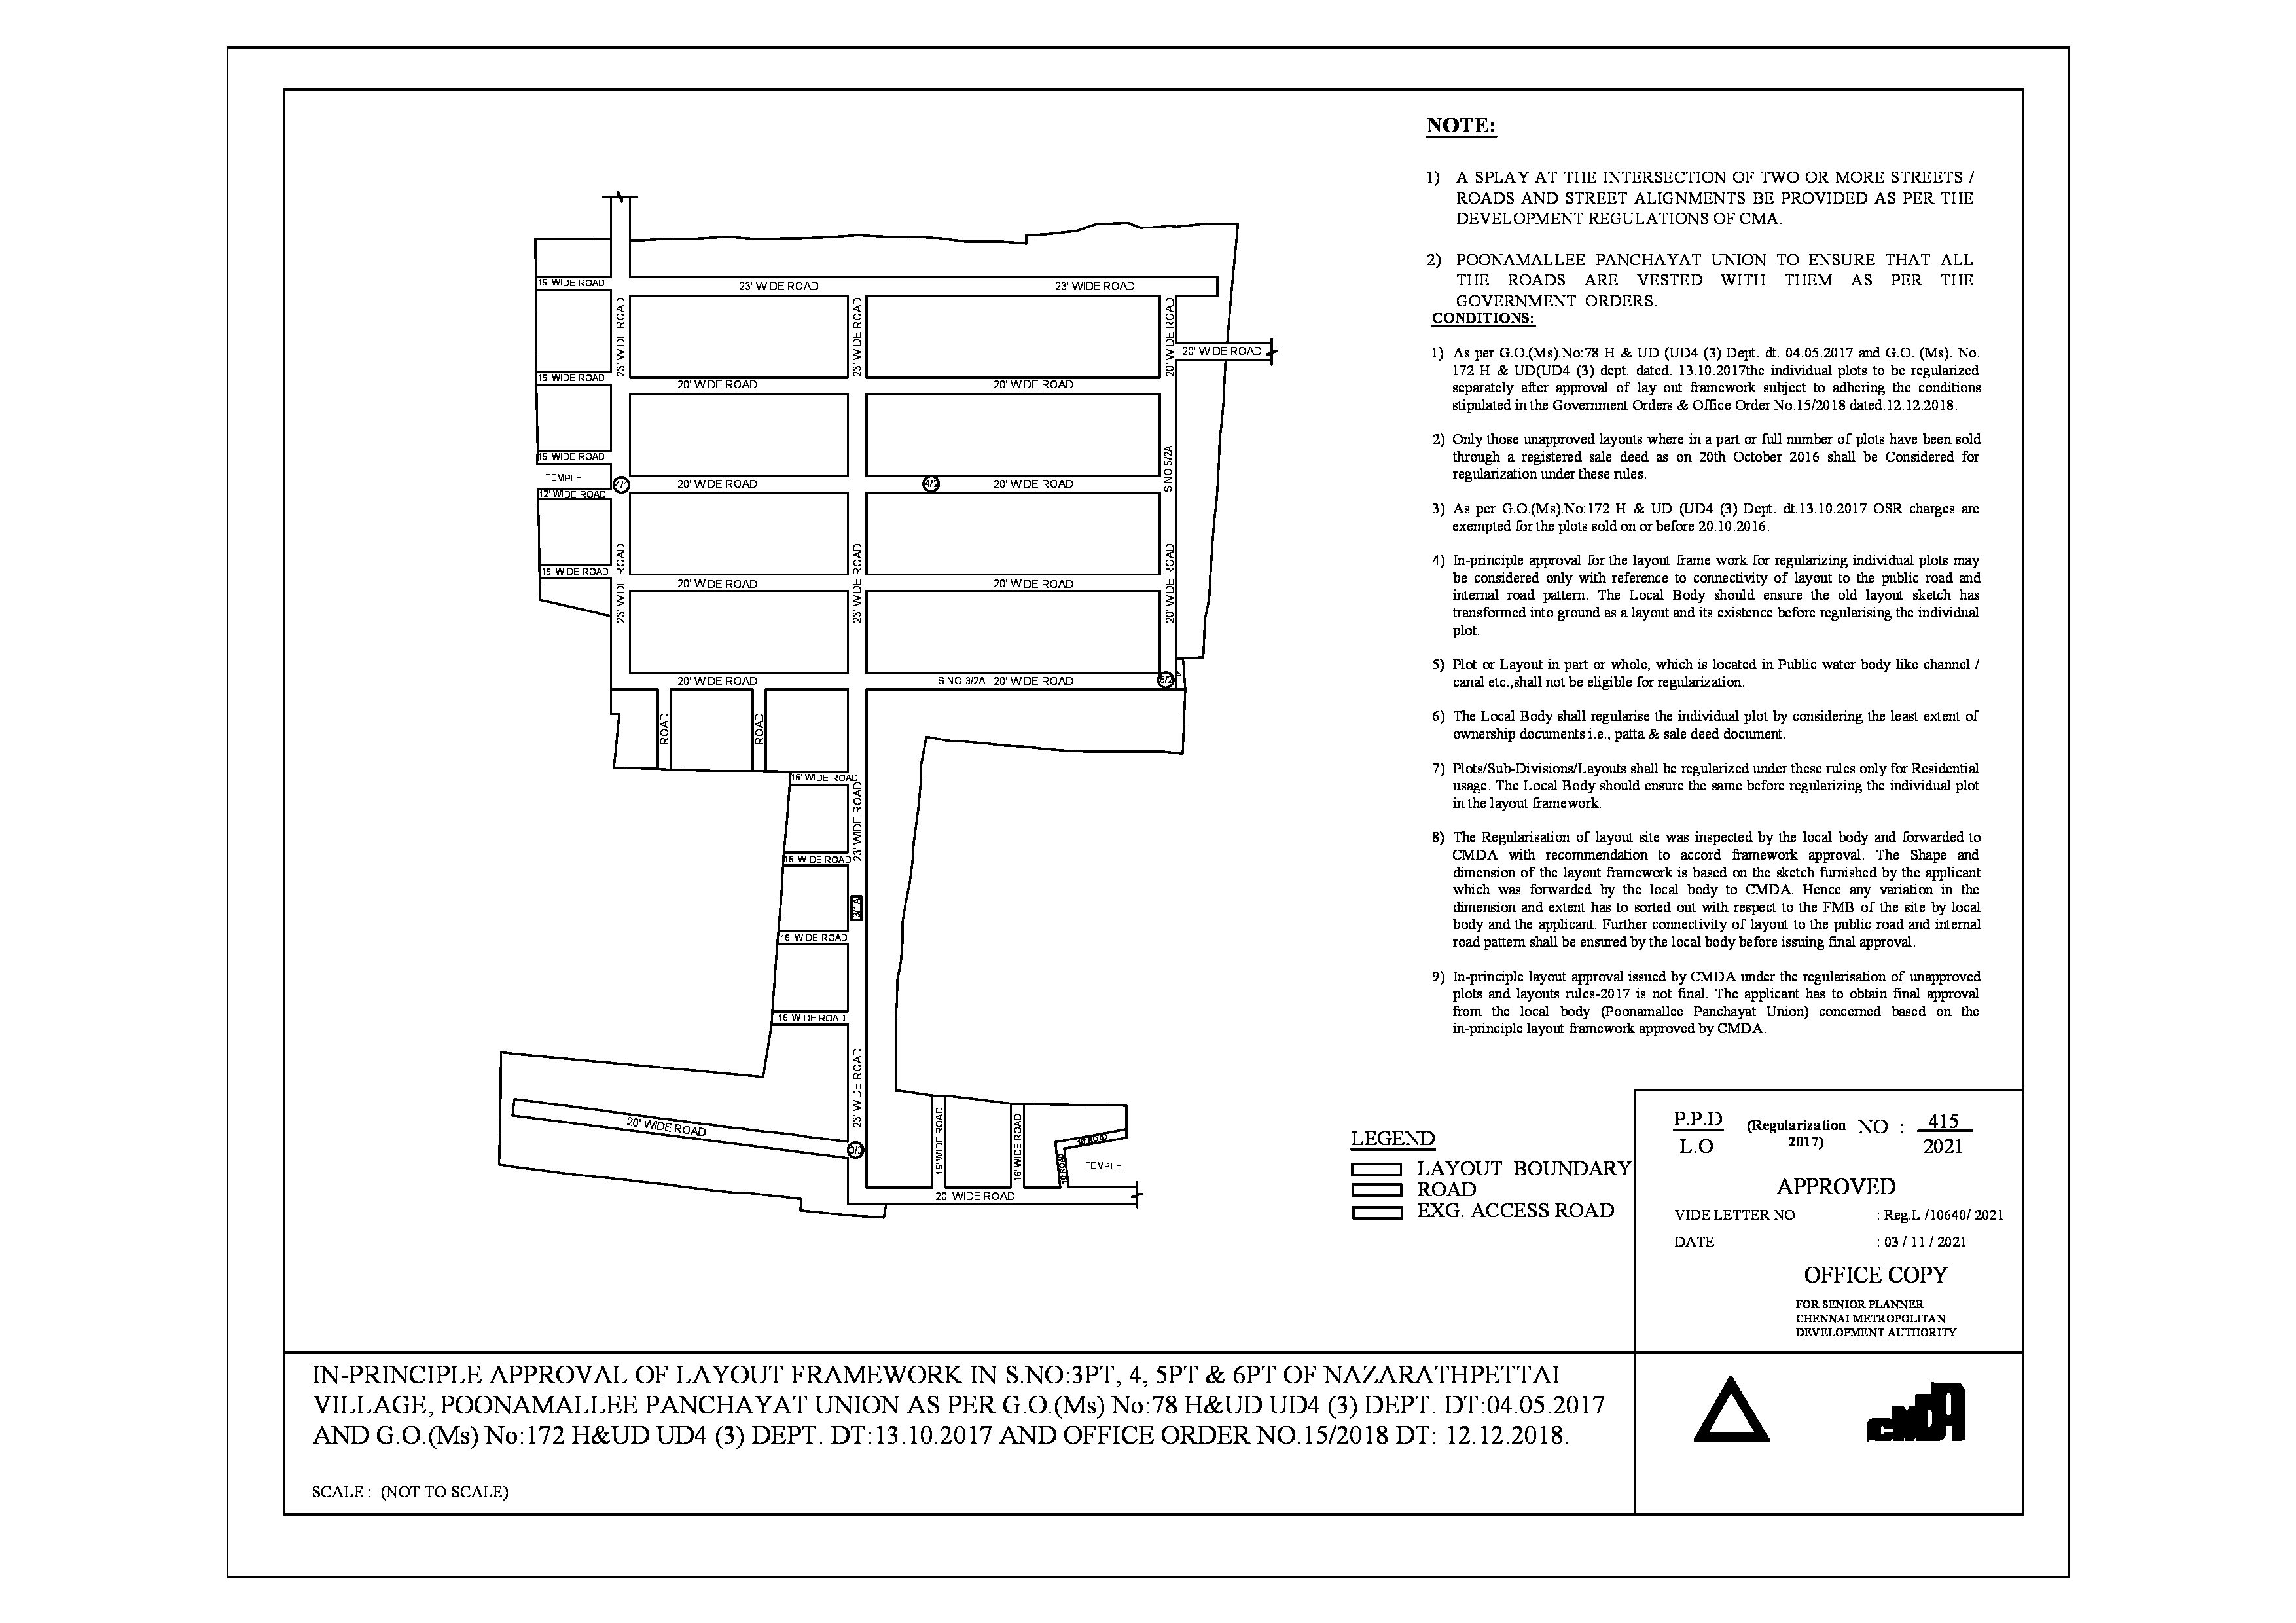 NOTE:
1) A SPLAY AT THE INTERSECTION OF TWO OR MORE STREETS /
ROADS AND STREET ALIGNMENTS BE PROVIDED AS PER THE
DEVELOPMENT REGULATIONS OF CMA.
2) POONAMALLEE PANCHAYAT UNION TO ENSURE THAT ALL
THE ROADS ARE VESTED WITH THEM AS PER THE
GOVERNMENT ORDERS.
CONDITIONS:
1) As per G.O.(Ms).No:78 H & UD (UD4 (3) Dept. dt. 04.05.2017 and G.O. (Ms). No.
172 H & UD(UD4 (3) dept. dated. 13.10.2017the individual plots to be regularized
separately after approval of lay out framework subject to adhering the conditions
stipulated in the Government Orders & Office Order No.15/2018 dated.12.12.2018.
2) Only those unapproved layouts where in a part or full number of plots have been sold
through a registered sale deed as on 20th October 2016 shall be Considered for
regularization under these rules.
3) As per G.O.(Ms).No:172 H & UD (UD4 (3) Dept. dt.13.10.2017 OSR charges are
exempted for the plots sold on or before 20.10.2016.
4) In-principle approval for the layout frame work for regularizing individual plots may
be considered only with reference to connectivity of layout to the public road and
internal road pattern. The Local Body should ensure the old layout sketch has
transformed into ground as a layout and its existence before regularising the individual
plot.
5) Plot or Layout in part or whole, which is located in Public water body like channel /
canal etc.,shall not be eligible for regularization.
6) The Local Body shall regularise the individual plot by considering the least extent of
ownership documents i.e., patta & sale deed document.
7) Plots/Sub-Divisions/Layouts shall be regularized under these rules only for Residential
usage. The Local Body should ensure the same before regularizing the individual plot
in the layout framework.
8) The Regularisation of layout site was inspected by the local body and forwarded to
CMDA with recommendation to accord framework approval. The Shape and
dimension of the layout framework is based on the sketch furnished by the applicant
which was forwarded by the local body to CMDA. Hence any variation in the
dimension and extent has to sorted out with respect to the FMB of the site by local
body and the applicant. Further connectivity of layout to the public road and internal
road pattern shall be ensured by the local body before issuing final approval.
9) In-principle layout approval issued by CMDA under the regularisation of unapproved
plots and layouts rules-2017 is not final. The applicant has to obtain final approval
from the local body (Poonamallee Panchayat Union) concerned based on the
in-principle layout framework approved by CMDA.
16' WIDE ROAD
23' WIDE ROAD
23' WIDE ROAD
23' WIDE ROAD
23' WIDE ROAD
20' WIDE ROAD
20' WIDE ROAD
16' WIDE ROAD
20' WIDE ROAD
20' WIDE ROAD
16' WIDE ROAD
TEMPLE
12' WIDE ROAD
4/1
20' WIDE ROAD
4/2
20' WIDE ROAD
S.NO:5/2A
16' WIDE ROAD
23' WIDE ROAD
23' WIDE ROAD
20' WIDE ROAD
20' WIDE ROAD
20' WIDE ROAD
20' WIDE ROAD
S.NO:3/2A 20' WIDE ROAD
5/2
ROAD
ROAD
16' WIDE ROAD
23' WIDE ROAD
16' WIDE ROAD
3/1A
16' WIDE ROAD
16' WIDE ROAD
23' WIDE ROAD
20' WIDE ROAD
3/3
16' WIDE ROAD
16' WIDE ROAD
10 ROAD
10 ROAD
TEMPLE
20' WIDE ROAD
LEGEND
LAYOUT BOUNDARY
ROAD
EXG. ACCESS ROAD
P.P.D
L.O
(Regularization
2017)
NO :
415
2021
APPROVED
VIDE LETTER NO : Reg.L /10640/ 2021
DATE : 03 / 11 / 2021
OFFICE COPY
FOR SENIOR PLANNER
CHENNAI METROPOLITAN
DEVELOPMENT AUTHORITY
IN-PRINCIPLE APPROVAL OF LAYOUT FRAMEWORK IN S.NO:3PT, 4, 5PT & 6PT OF NAZARATHPETTAI
VILLAGE, POONAMALLEE PANCHAYAT UNION AS PER G.O.(Ms) No:78 H&UD UD4 (3) DEPT. DT:04.05.2017
AND G.O.(Ms) No:172 H&UD UD4 (3) DEPT. DT:13.10.2017 AND OFFICE ORDER NO.15/2018 DT: 12.12.2018.
SCALE : (NOT TO SCALE)
CMDA